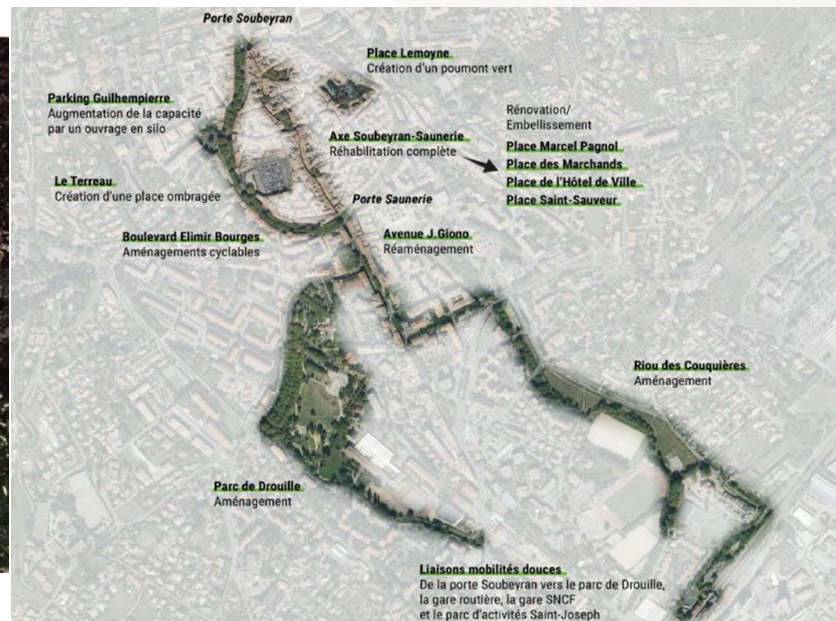 Porte Soubeyran
Place Lemoyne
Création d'un poumont vert
Parking Guilhempierre
Augmentation de la capacité
par un ouvrage en silo
Rénovation/
Embellissement
Axe Soubeyran-Saunerie
Réhabilitation complète
Place Marcel Pagnol
Place des Marchands
Place de l'Hôtel de Ville
Place Saint-Sauveur
Le Terreau
Création d'une place ombragée
Porte Saunerie
Boulevard Elimir Bourges
Aménagements cyclables
Avenue J.Giono
Réaménagement
Riou des Couquières
Aménagement
Parc de Drouille
Aménagement
Liaisons mobilités douces
De la porte Soubeyran vers le parc de Drouille,
la gare routière, la gare SNCF
et le parc d'activités Saint-Joseph